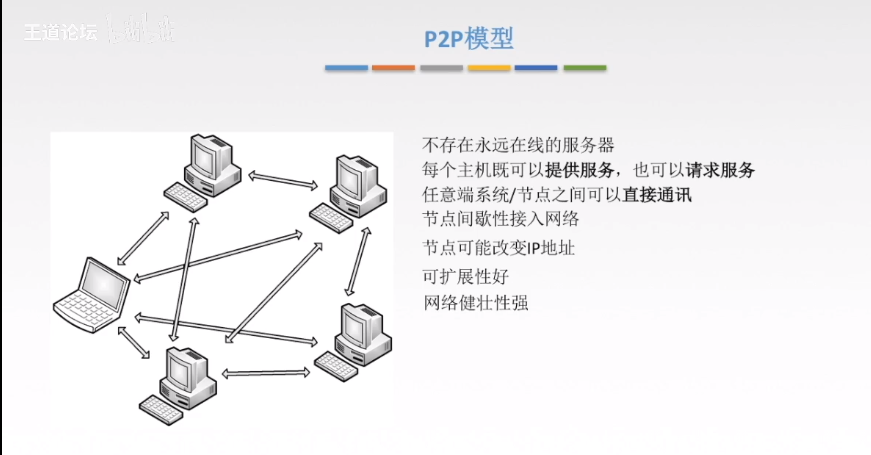 王道论坛
P2P模型
不存在永远在线的服务器
每个主机既可以提供服务，也可以请求服务
任意端系统/节点之间可以直接通讯
节点间歇性接入网络
节点可能改变IP地址
可扩展性好
网络健壮性强